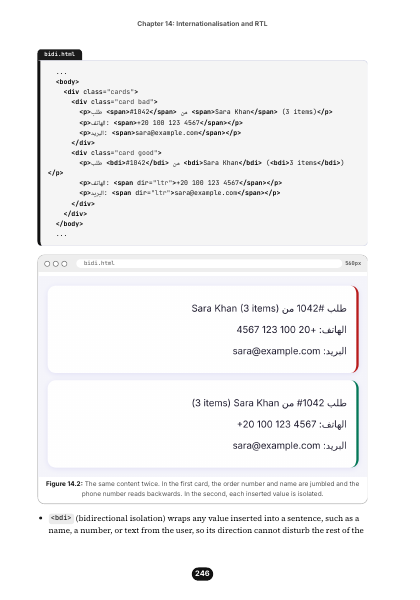 Chapter 14: Internationalisation and RTL
bidi.html
...
<body>
<div class="cards">
<div class="card bad">
<p>طلب <span>#1042</span> من <span>Sara Khan</span> (3 items)</p>
<p>الهاتف: <span>+20 100 123 4567</span></p>
<p>البريد: <span>sara@example.com</span></p>
</div>
<div class="card good">
<p>طلب <bdi>#1042</bdi> من <bdi>Sara Khan</bdi> (<bdi>3 items</bdi>)
</p>
<p>الهاتف: <span dir="ltr">+20 100 123 4567</span></p>
<p>البريد: <span dir="ltr">sara@example.com</span></p>
</div>
</div>
</body>
...
bidi.html 560px
طلب #1042 من Sara Khan (3 items)
الهاتف: +20 100 123 4567
البريد: sara@example.com
طلب #1042 من Sara Khan (3 items)
الهاتف: +20 100 123 4567
البريد: sara@example.com
Figure 14.2: The same content twice. In the first card, the order number and name are jumbled and the
phone number reads backwards. In the second, each inserted value is isolated.
• <bdi> (bidirectional isolation) wraps any value inserted into a sentence, such as a
name, a number, or text from the user, so its direction cannot disturb the rest of the
246